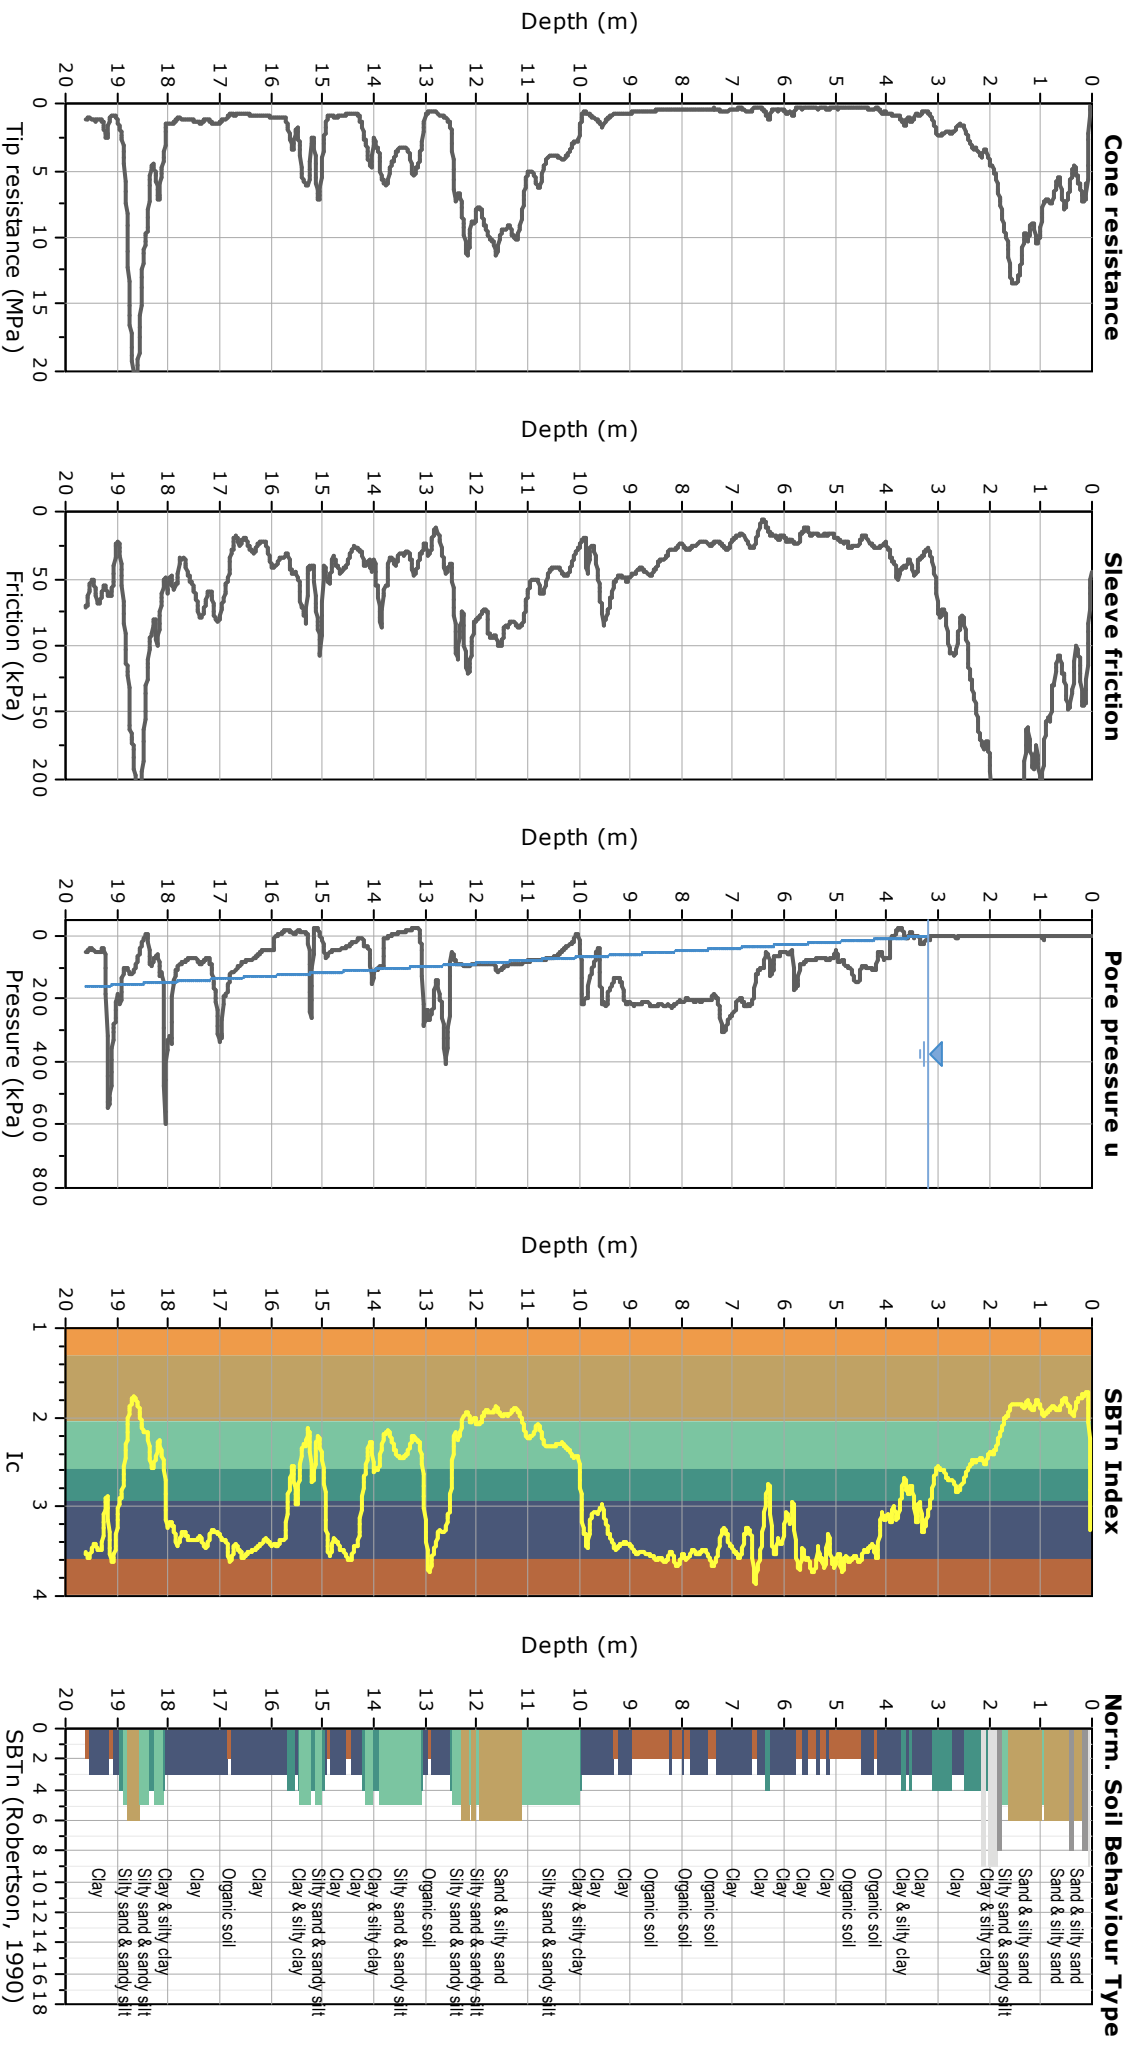 Cone resistance
Depth (m)
0
1
2
3
4
5
6
7
8
9
10
11
12
13
14
15
16
17
18
19
20
0 5 10 15 20
Tip resistance (MPa)
Sleeve friction
Depth (m)
0
1
2
3
4
5
6
7
8
9
10
11
12
13
14
15
16
17
18
19
20
0 50 100 150 200
Friction (kPa)
Pore pressure u
Depth (m)
0
1
2
3
4
5
6
7
8
9
10
11
12
13
14
15
16
17
18
19
20
0 200 400 600 800
Pressure (kPa)
SBTn Index
Depth (m)
0
1
2
3
4
5
6
7
8
9
10
11
12
13
14
15
16
17
18
19
20
1 2 3 4
Ic
Norm. Soil Behaviour Type
Depth (m)
0
1
2
3
4
5
6
7
8
9
10
11
12
13
14
15
16
17
18
19
20
Sand & silty sand
Sand & silty sand
Sand & silty sand
Silty sand & sandy silt
Clay & silty clay
Clay
Clay
Clay & silty clay
Organic soil
Organic soil
Clay
Clay
Clay
Clay
Clay
Organic soil
Organic soil
Organic soil
Clay
Clay
Clay & silty clay
Silty sand & sandy silt
Sand & silty sand
Silty sand & sandy silt
Silty sand & sandy silt
Organic soil
Silty sand & sandy silt
Clay & silty clay
Clay
Clay
Silty sand & sandy silt
Clay & silty clay
Clay
Organic soil
Clay
Clay & silty clay
Silty sand & sandy silt
Silty sand & sandy silt
Clay
0 2 4 6 8 10 12 14 16 18
SBTn (Robertson, 1990)